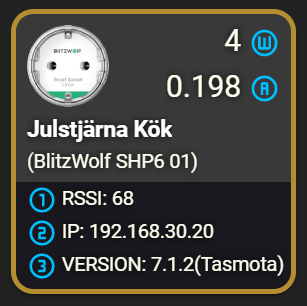 BLITZWOLF
Smart Socket
4 W
0.198 A
Julstjärna Kök
(BlitzWolf SHP6 01)
1 RSSI: 68
2 IP: 192.168.30.20
3 VERSION: 7.1.2(Tasmota)